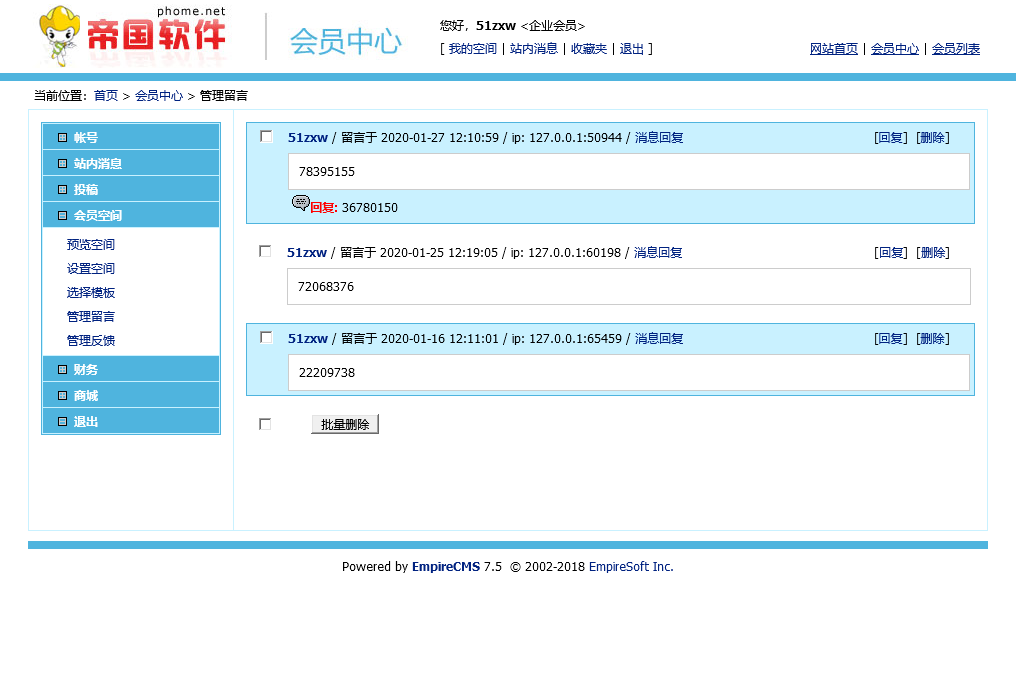 phome.net
帝国软件
会员中心
您好，51zxw <企业会员>
[ 我的空间 | 站内消息 | 收藏夹 | 退出 ]
网站首页 | 会员中心 | 会员列表
当前位置：首页 > 会员中心 > 管理留言
帐号
站内消息
投稿
会员空间
预览空间
设置空间
选择模板
管理留言
管理反馈
财务
商城
退出
51zxw / 留言于 2020-01-27 12:10:59 / ip: 127.0.0.1:50944 / 消息回复 [回复] [删除]
78395155
回复: 36780150
51zxw / 留言于 2020-01-25 12:19:05 / ip: 127.0.0.1:60198 / 消息回复 [回复] [删除]
72068376
51zxw / 留言于 2020-01-16 12:11:01 / ip: 127.0.0.1:65459 / 消息回复 [回复] [删除]
22209738
批量删除
Powered by EmpireCMS 7.5 © 2002-2018 EmpireSoft Inc.